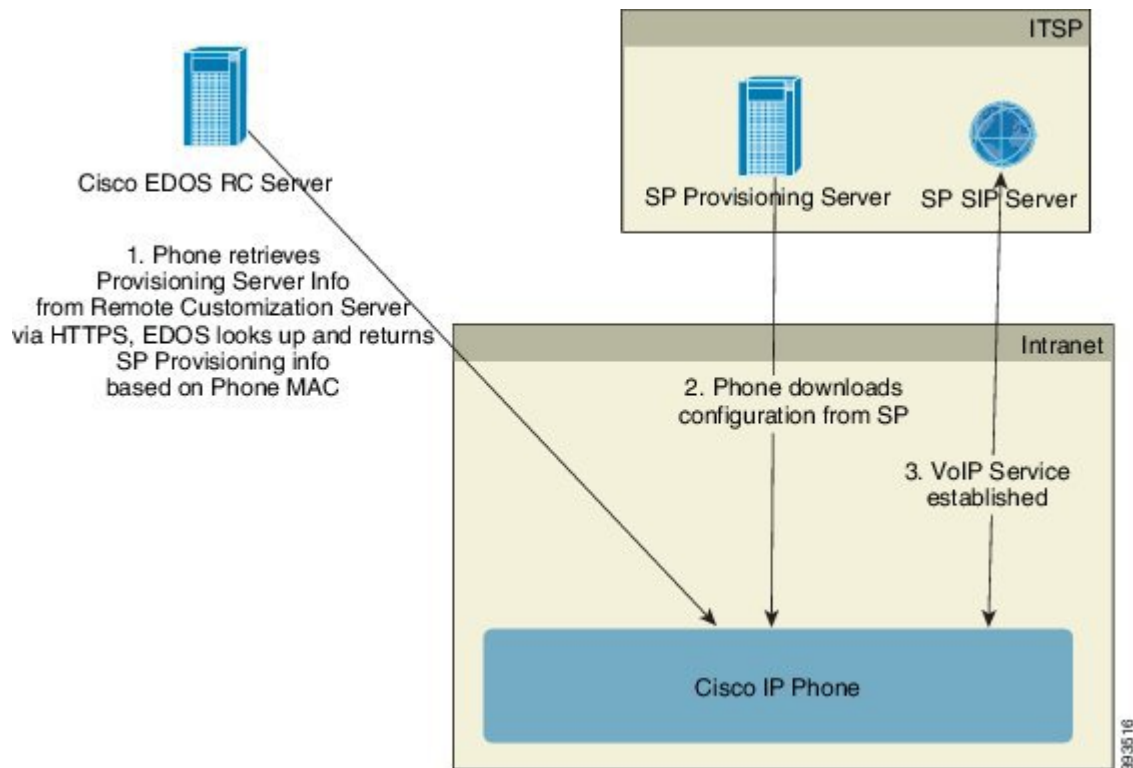 ITSP
Cisco EDOS RC Server
SP Provisioning Server
SP SIP Server
1. Phone retrieves
Provisioning Server Info
from Remote Customization Server
via HTTPS, EDOS looks up and returns
SP Provisioning info
based on Phone MAC
Intranet
2. Phone downloads
configuration from SP
3. VoIP Service
established
Cisco IP Phone
393516